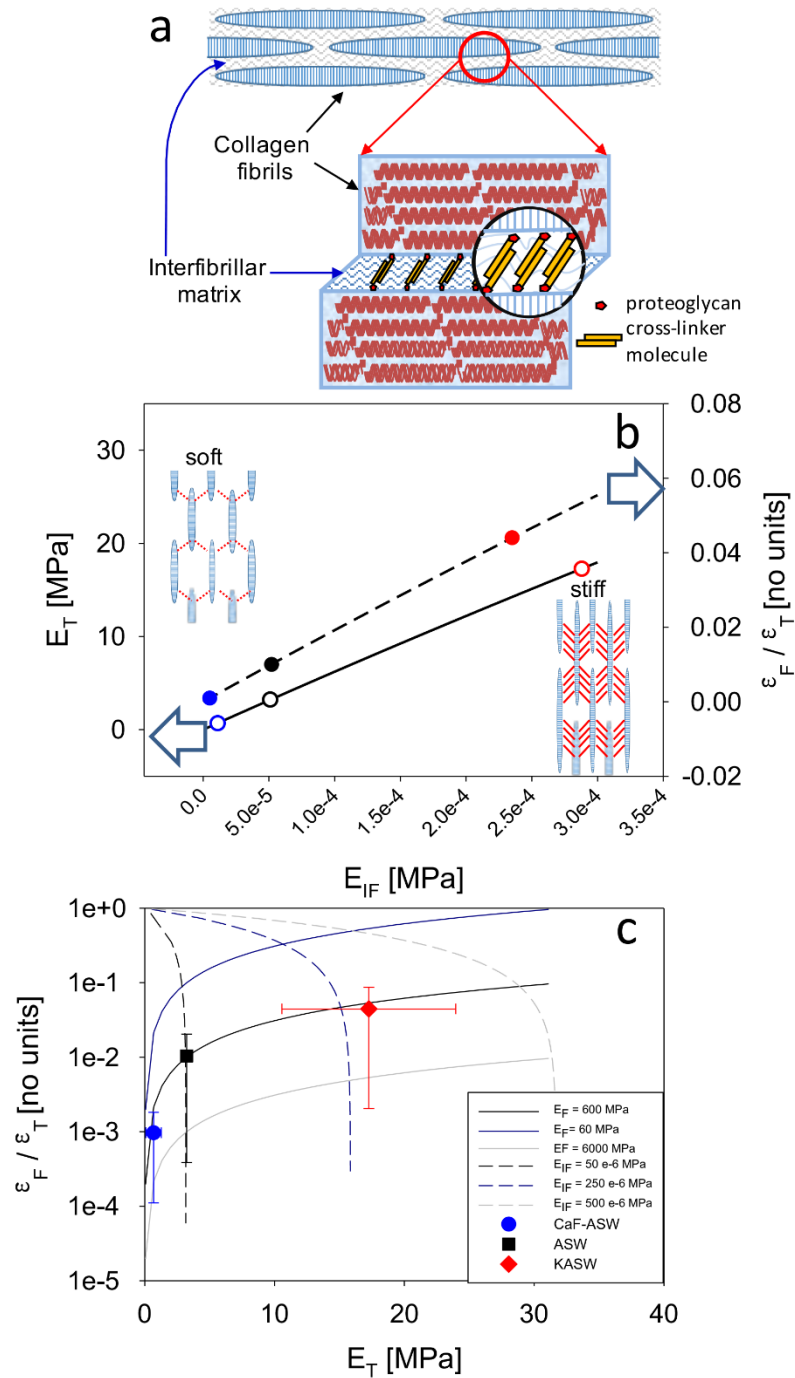 a
Collagen
fibrils
Interfibrillar
matrix
proteoglycan
cross-linker
molecule
b
soft
stiff
E_T [MPa]
30
20
10
0
0.08
0.06
0.04
0.02
0.00
-0.02
ε_F / ε_T [no units]
0.0
5.0e-5
1.5e-4
1.5e-4
2.0e-4
2.5e-4
3.0e-4
3.5e-4
E_IF [MPa]
c
ε_F / ε_T [no units]
1e+0
1e-1
1e-2
1e-3
1e-4
1e-5
E_F = 600 MPa
E_F= 60 MPa
EF = 6000 MPa
E_IF = 50 e-6 MPa
E_IF = 250 e-6 MPa
E_IF = 500 e-6 MPa
CaF-ASW
ASW
KASW
0
10
20
30
40
E_T [MPa]